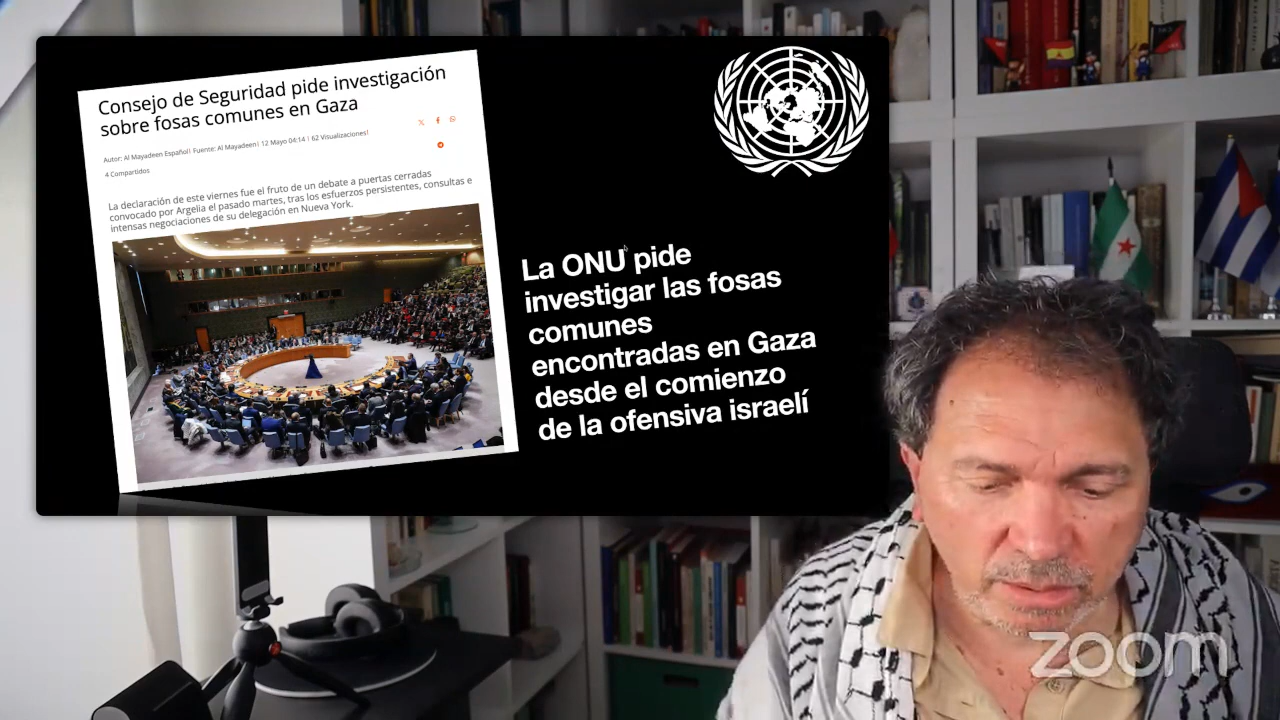 Consejo de Seguridad pide investigación
sobre fosas comunes en Gaza
Autor: Al Mayadeen Español| Fuente: Al Mayadeen| 12 Mayo 04:14 | 62 Visualizaciones|
4 Compartidos
La declaración de este viernes fue el fruto de un debate a puertas cerradas
convocado por Argelia el pasado martes, tras los esfuerzos persistentes, consultas e
intensas negociaciones de su delegación en Nueva York.
La ONU pide
investigar las fosas
comunes
encontradas en Gaza
desde el comienzo
de la ofensiva israelí
zoom